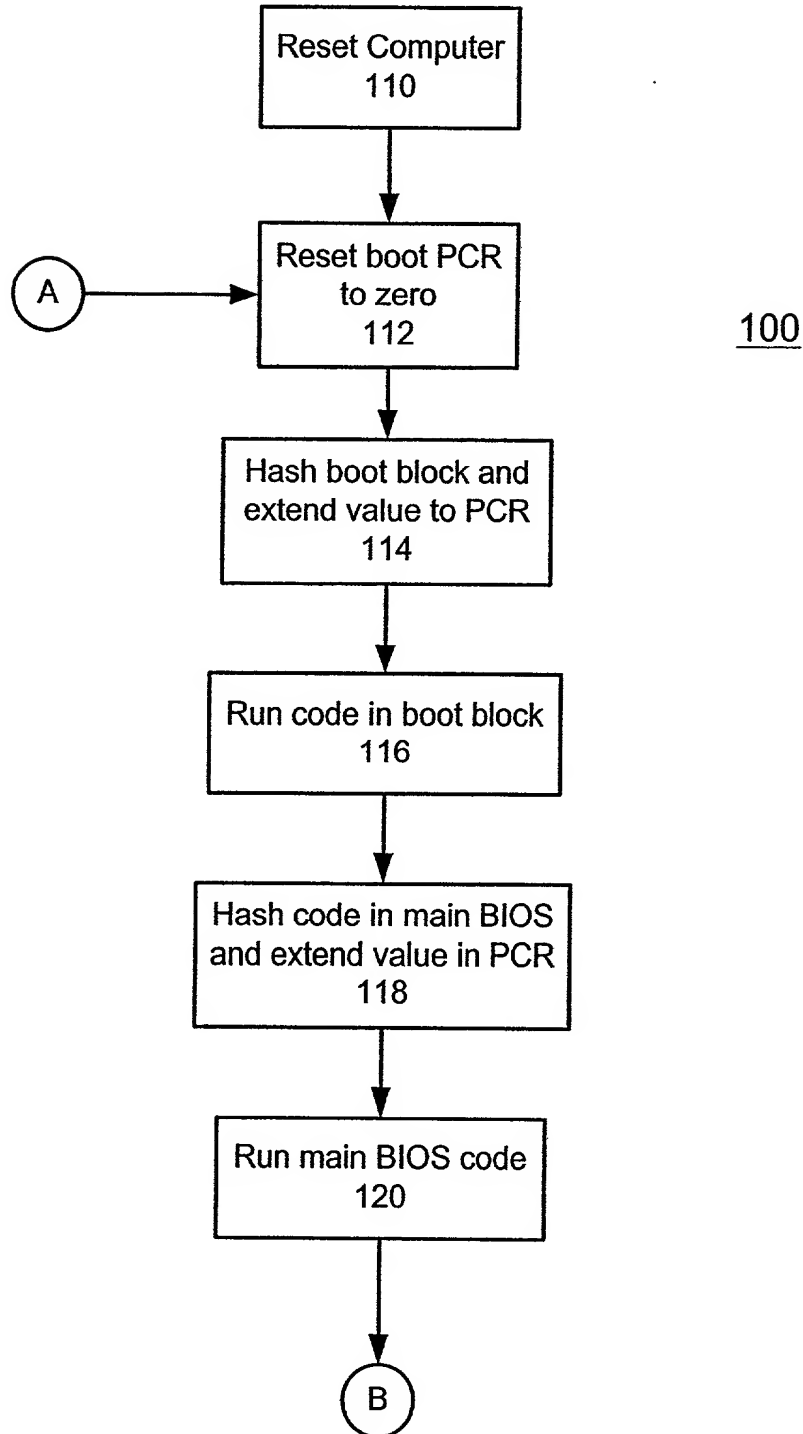 Reset Computer
110
Reset boot PCR
to zero
112
A
100
Hash boot block and
extend value to PCR
114
Run code in boot block
116
Hash code in main BIOS
and extend value in PCR
118
Run main BIOS code
120
B